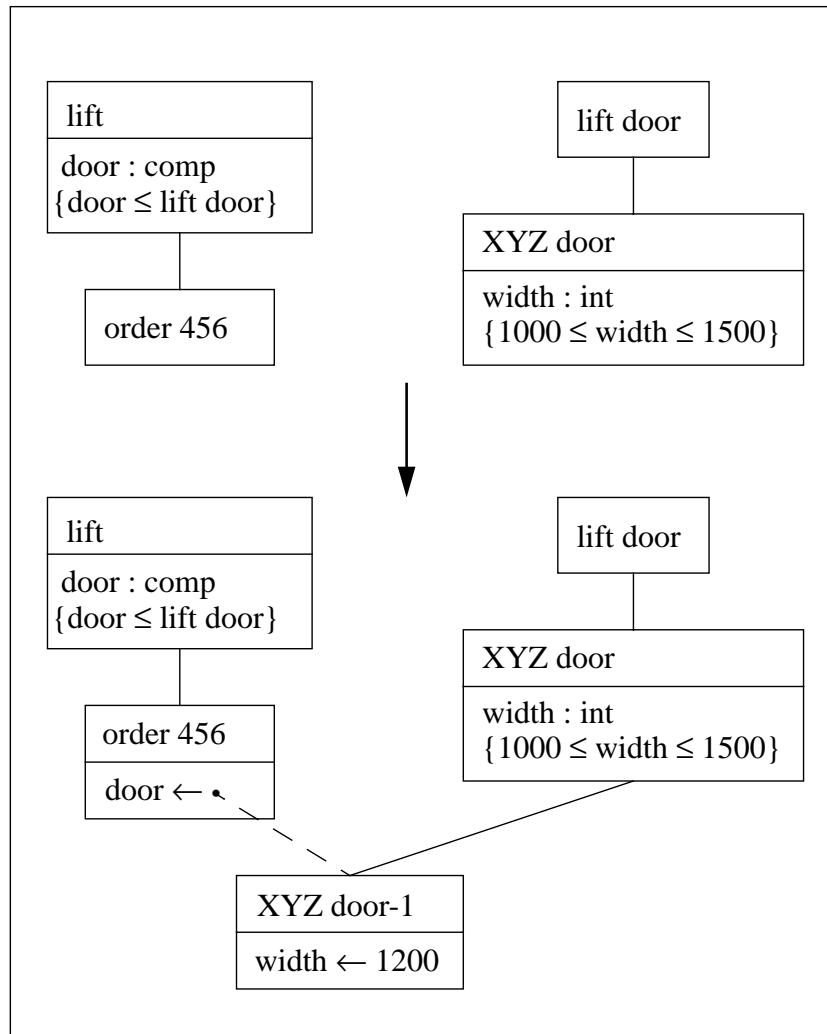 lift
door : comp
{door ≤ lift door}
order 456
lift door
XYZ door
width : int
{1000 ≤ width ≤ 1500}
lift
door : comp
{door ≤ lift door}
order 456
door ←
lift door
XYZ door
width : int
{1000 ≤ width ≤ 1500}
XYZ door-1
width ← 1200